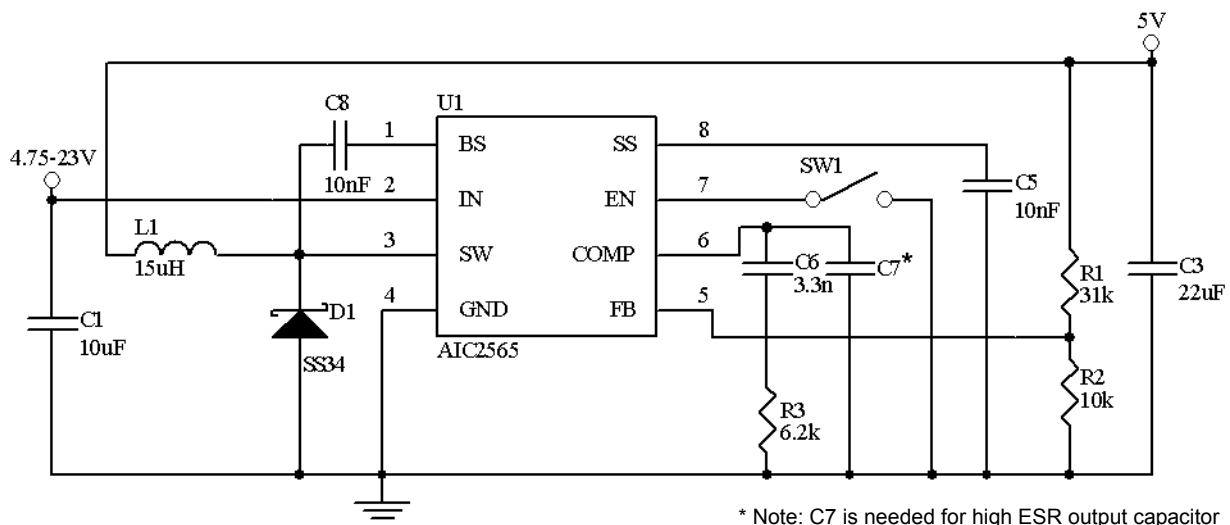 5V
C8
U1
1
BS
SS
8
4.75-23V
10nF
2
IN
EN
7
SW1
C5
10nF
L1
15uH
3
SW
COMP
6
C6
3.3n
C7*
R1
31k
C3
22uF
4
GND
FB
5
C1
10uF
D1
SS34
AIC2565
R2
10k
R3
6.2k
* Note: C7 is needed for high ESR output capacitor